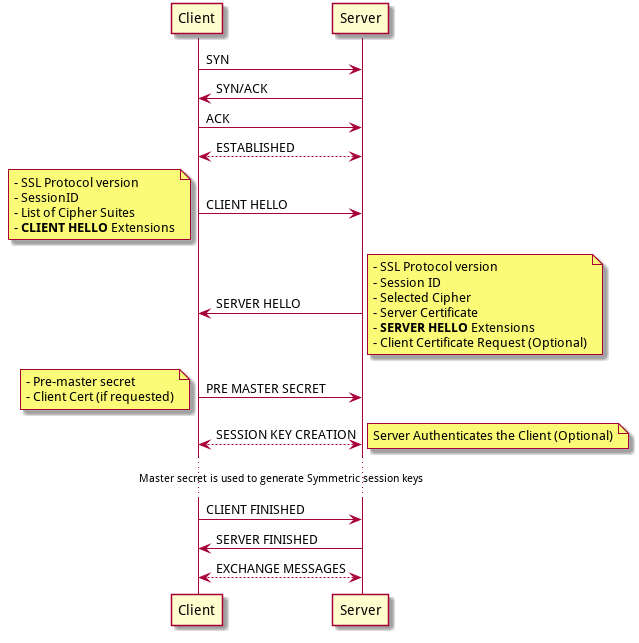 Client
Server
SYN
SYN/ACK
ACK
ESTABLISHED
- SSL Protocol version
- SessionID
- List of Cipher Suites
- CLIENT HELLO Extensions
CLIENT HELLO
- SSL Protocol version
- Session ID
- Selected Cipher
- Server Certificate
- SERVER HELLO Extensions
- Client Certificate Request (Optional)
SERVER HELLO
- Pre-master secret
- Client Cert (if requested)
PRE MASTER SECRET
SESSION KEY CREATION
Server Authenticates the Client (Optional)
Master secret is used to generate Symmetric session keys
CLIENT FINISHED
SERVER FINISHED
EXCHANGE MESSAGES
Client
Server